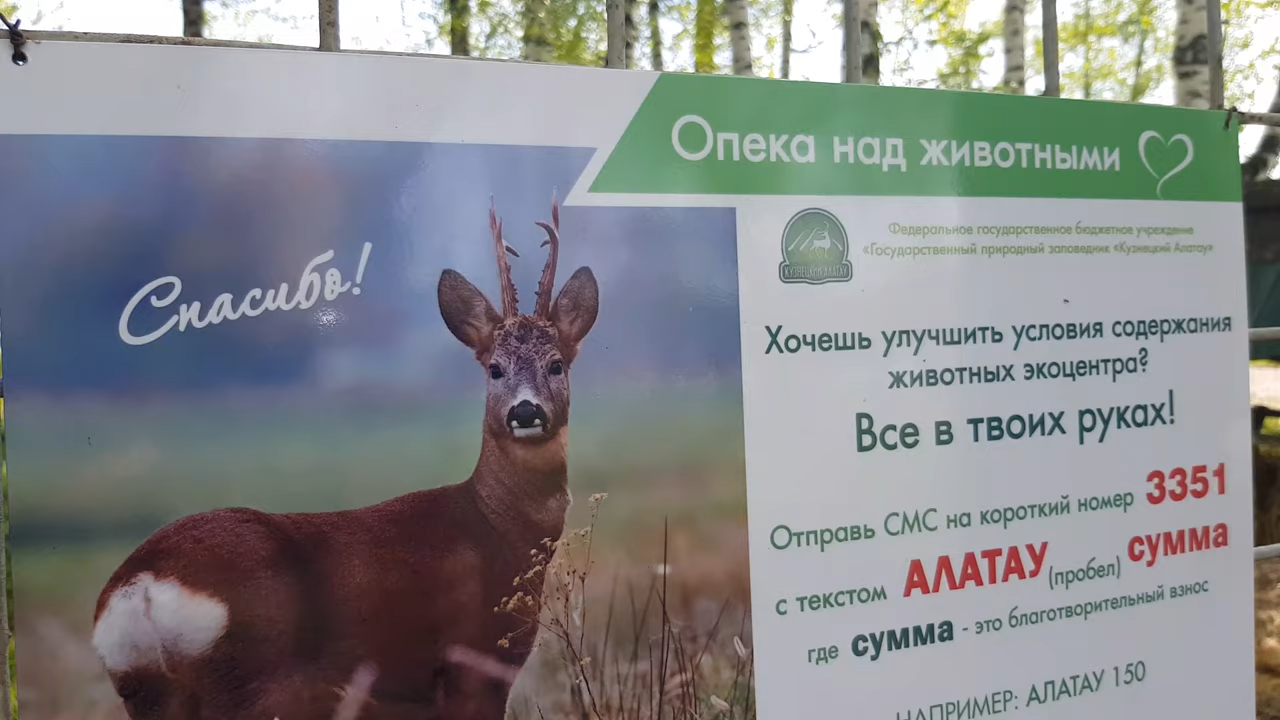 Опека над животными
Спасибо!
КУЗНЕЦКИЙ АЛАТАУ
Федеральное государственное бюджетное учреждение
«Государственный природный заповедник «Кузнецкий Алатау»
Хочешь улучшить условия содержания
животных экоцентра?
Все в твоих руках!
Отправь СМС на короткий номер 3351
с текстом АЛАТАУ (пробел) сумма
где сумма - это благотворительный взнос
НАПРИМЕР: АЛАТАУ 150